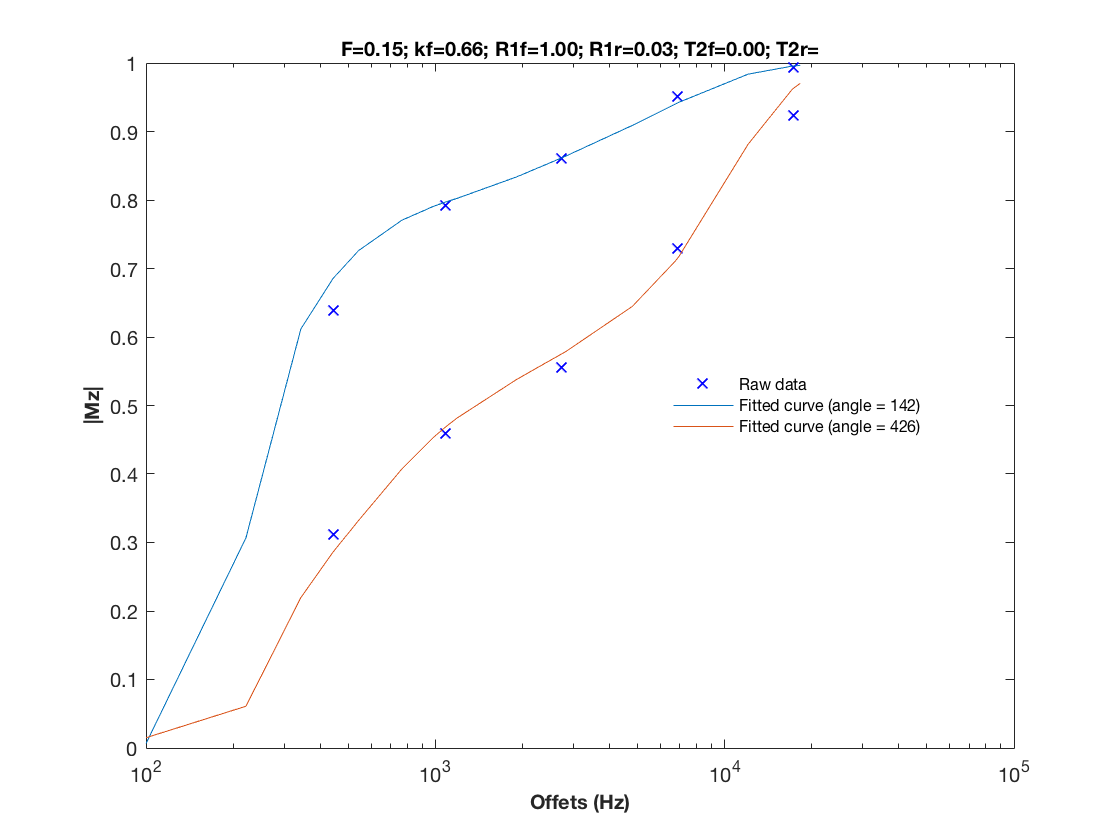 F=0.15; kf=0.66; R1f=1.00; R1r=0.03; T2f=0.00; T2r=
1
0.9
0.8
0.7
0.6
0.5
0.4
0.3
0.2
0.1
0
|Mz|
Raw data
Fitted curve (angle = 142)
Fitted curve (angle = 426)
10^2 10^3 10^4 10^5
Offets (Hz)